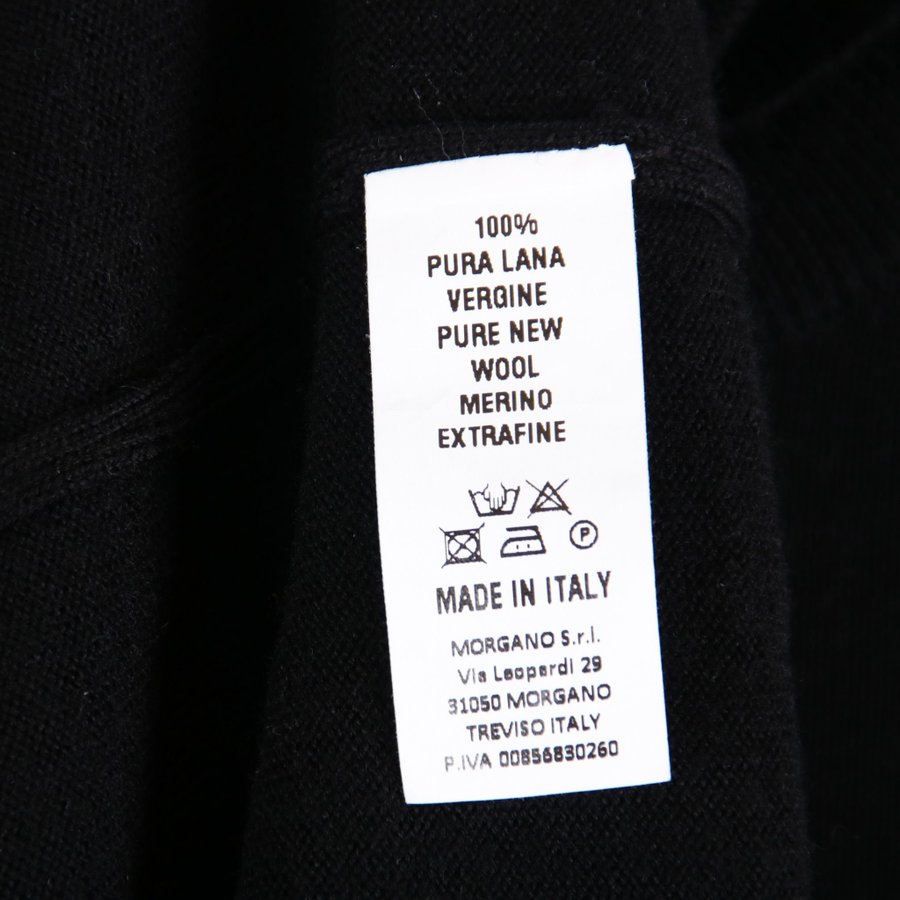 100%
PURA LANA
VERGINE
PURE NEW
WOOL
MERINO
EXTRAFINE
P
MADE IN ITALY
MORGANO S.r.l.
Via Leopardi 29
31050 MORGANO
TREVISO ITALY
P.IVA 00856830260